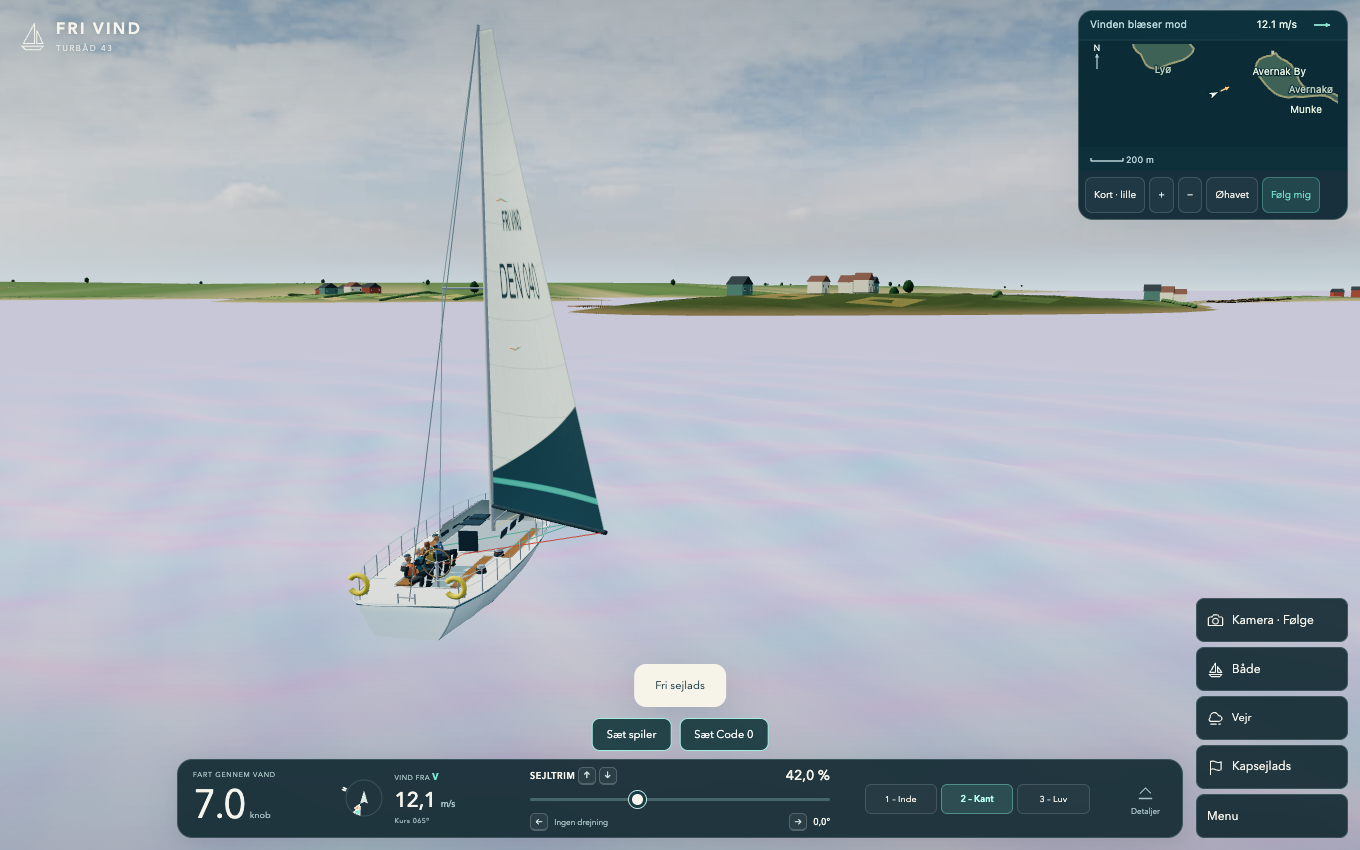 FRI VIND
TURBÅD 43
Vinden blæser mod
12.1 m/s
N
Lyø
Avernak By
Avernakø
Munke
200 m
Kort · lille
+
−
Øhavet
Følg mig
FRI VIND
DEN 040
Kamera · Følge
Både
Vejr
Kapsejlads
Menu
Fri sejlads
Sæt spiler
Sæt Code 0
FART GENNEM VAND
7.0 knob
VIND FRA V
12,1 m/s
Kurs 065°
SEJLTRIM ↑ ↓ 42,0 %
← Ingen drejning → 0,0°
1 – Inde
2 – Kant
3 – Luv
Detaljer